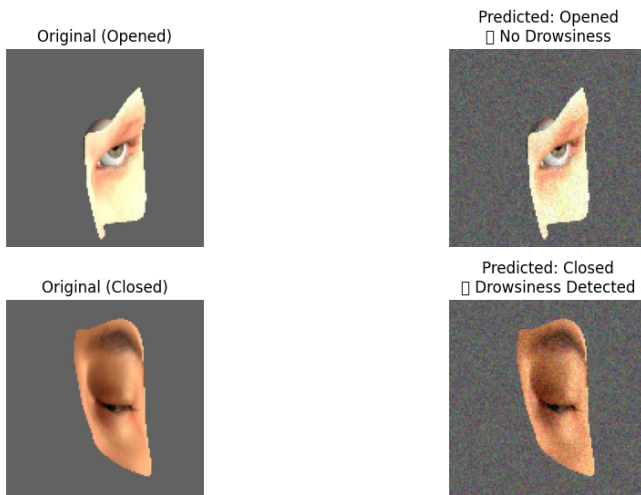 Original (Opened)
Predicted: Opened
▯ No Drowsiness
Original (Closed)
Predicted: Closed
▯ Drowsiness Detected